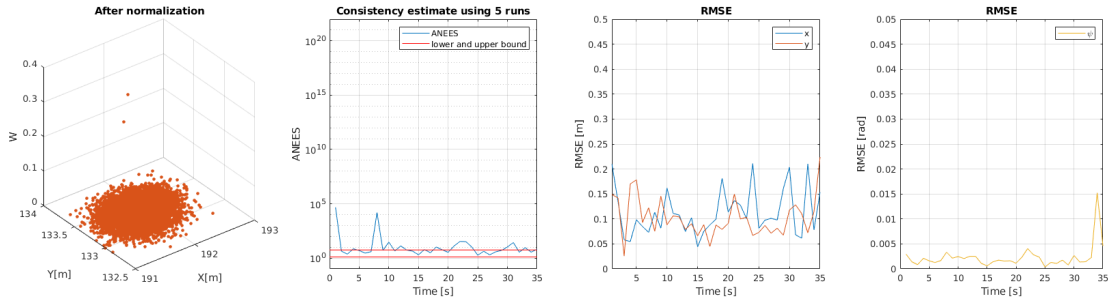 After normalization
0.4
0.3
0.2
0.1
0
W
134
133.5
133
132.5
Y[m]
191
192
193
X[m]
Consistency estimate using 5 runs
ANEES
lower and upper bound
10^20
10^15
10^10
10^5
10^0
ANEES
0 5 10 15 20 25 30 35
Time [s]
RMSE
x
y
0.5
0.45
0.4
0.35
0.3
0.25
0.2
0.15
0.1
0.05
0
RMSE [m]
0 5 10 15 20 25 30 35
Time [s]
RMSE
ψ
0.05
0.045
0.04
0.035
0.03
0.025
0.02
0.015
0.01
0.005
0
RMSE [rad]
0 5 10 15 20 25 30 35
Time [s]